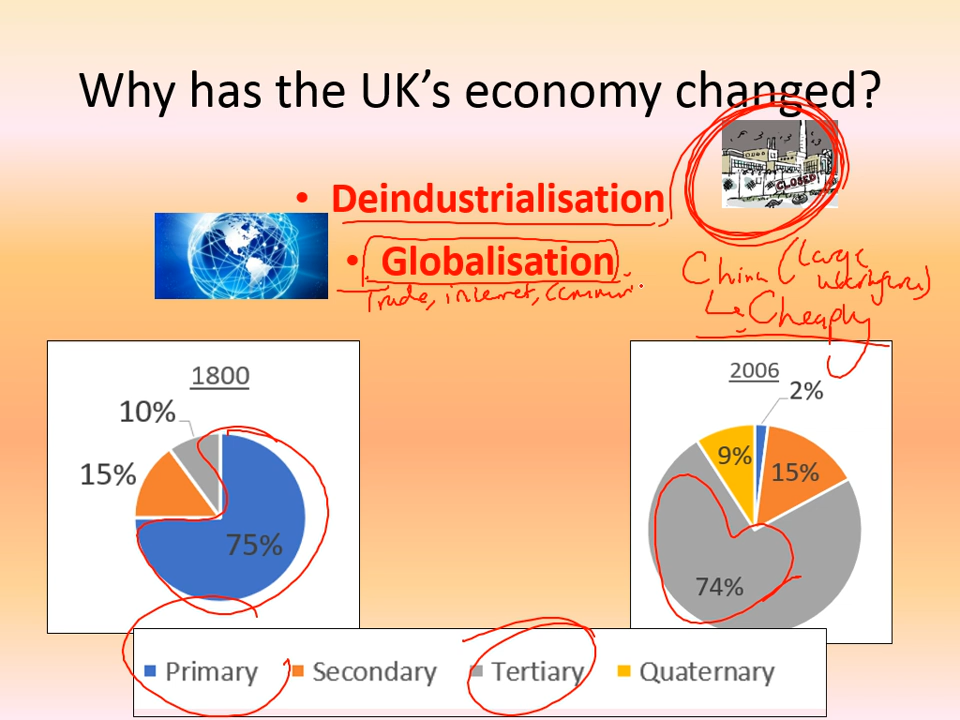 Why has the UK's economy changed?
CLOSED!
• Deindustrialisation
• Globalisation
Trade, internet, commun
China (large
workforce)
↳ Cheaply
1800
10%
15%
75%
2006
2%
9%
15%
74%
Primary Secondary Tertiary Quaternary